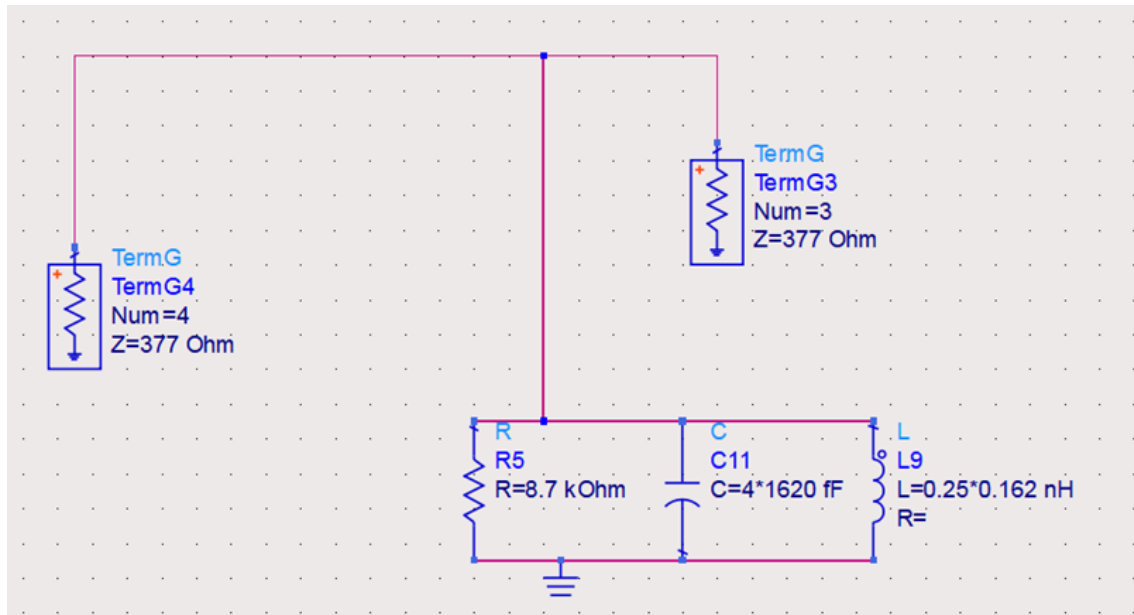 TermG
TermG3
Num=3
Z=377 Ohm
TermG
TermG4
Num=4
Z=377 Ohm
R
R5
R=8.7 kOhm
C
C11
C=4*1620 fF
L
L9
L=0.25*0.162 nH
R=